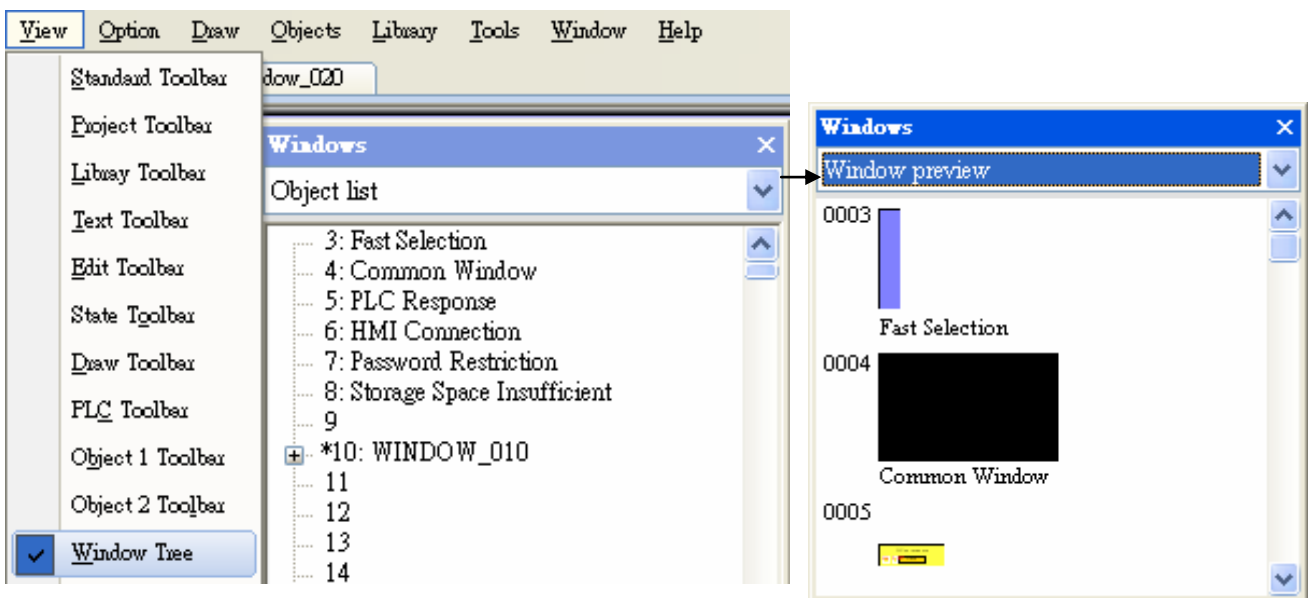 View Option Draw Objects Library Tools Window Help
Standard Toolbar
Project Toolbar
Libray Toolbar
Text Toolbar
Edit Toolbar
State Toolbar
Draw Toolbar
PLC Toolbar
Object 1 Toolbar
Object 2 Toolbar
Window Tree
dow_020
Windows
Object list
3: Fast Selection
4: Common Window
5: PLC Response
6: HMI Connection
7: Password Restriction
8: Storage Space Insufficient
9
*10: WINDOW_010
11
12
13
14
Windows
Window preview
0003
Fast Selection
0004
Common Window
0005